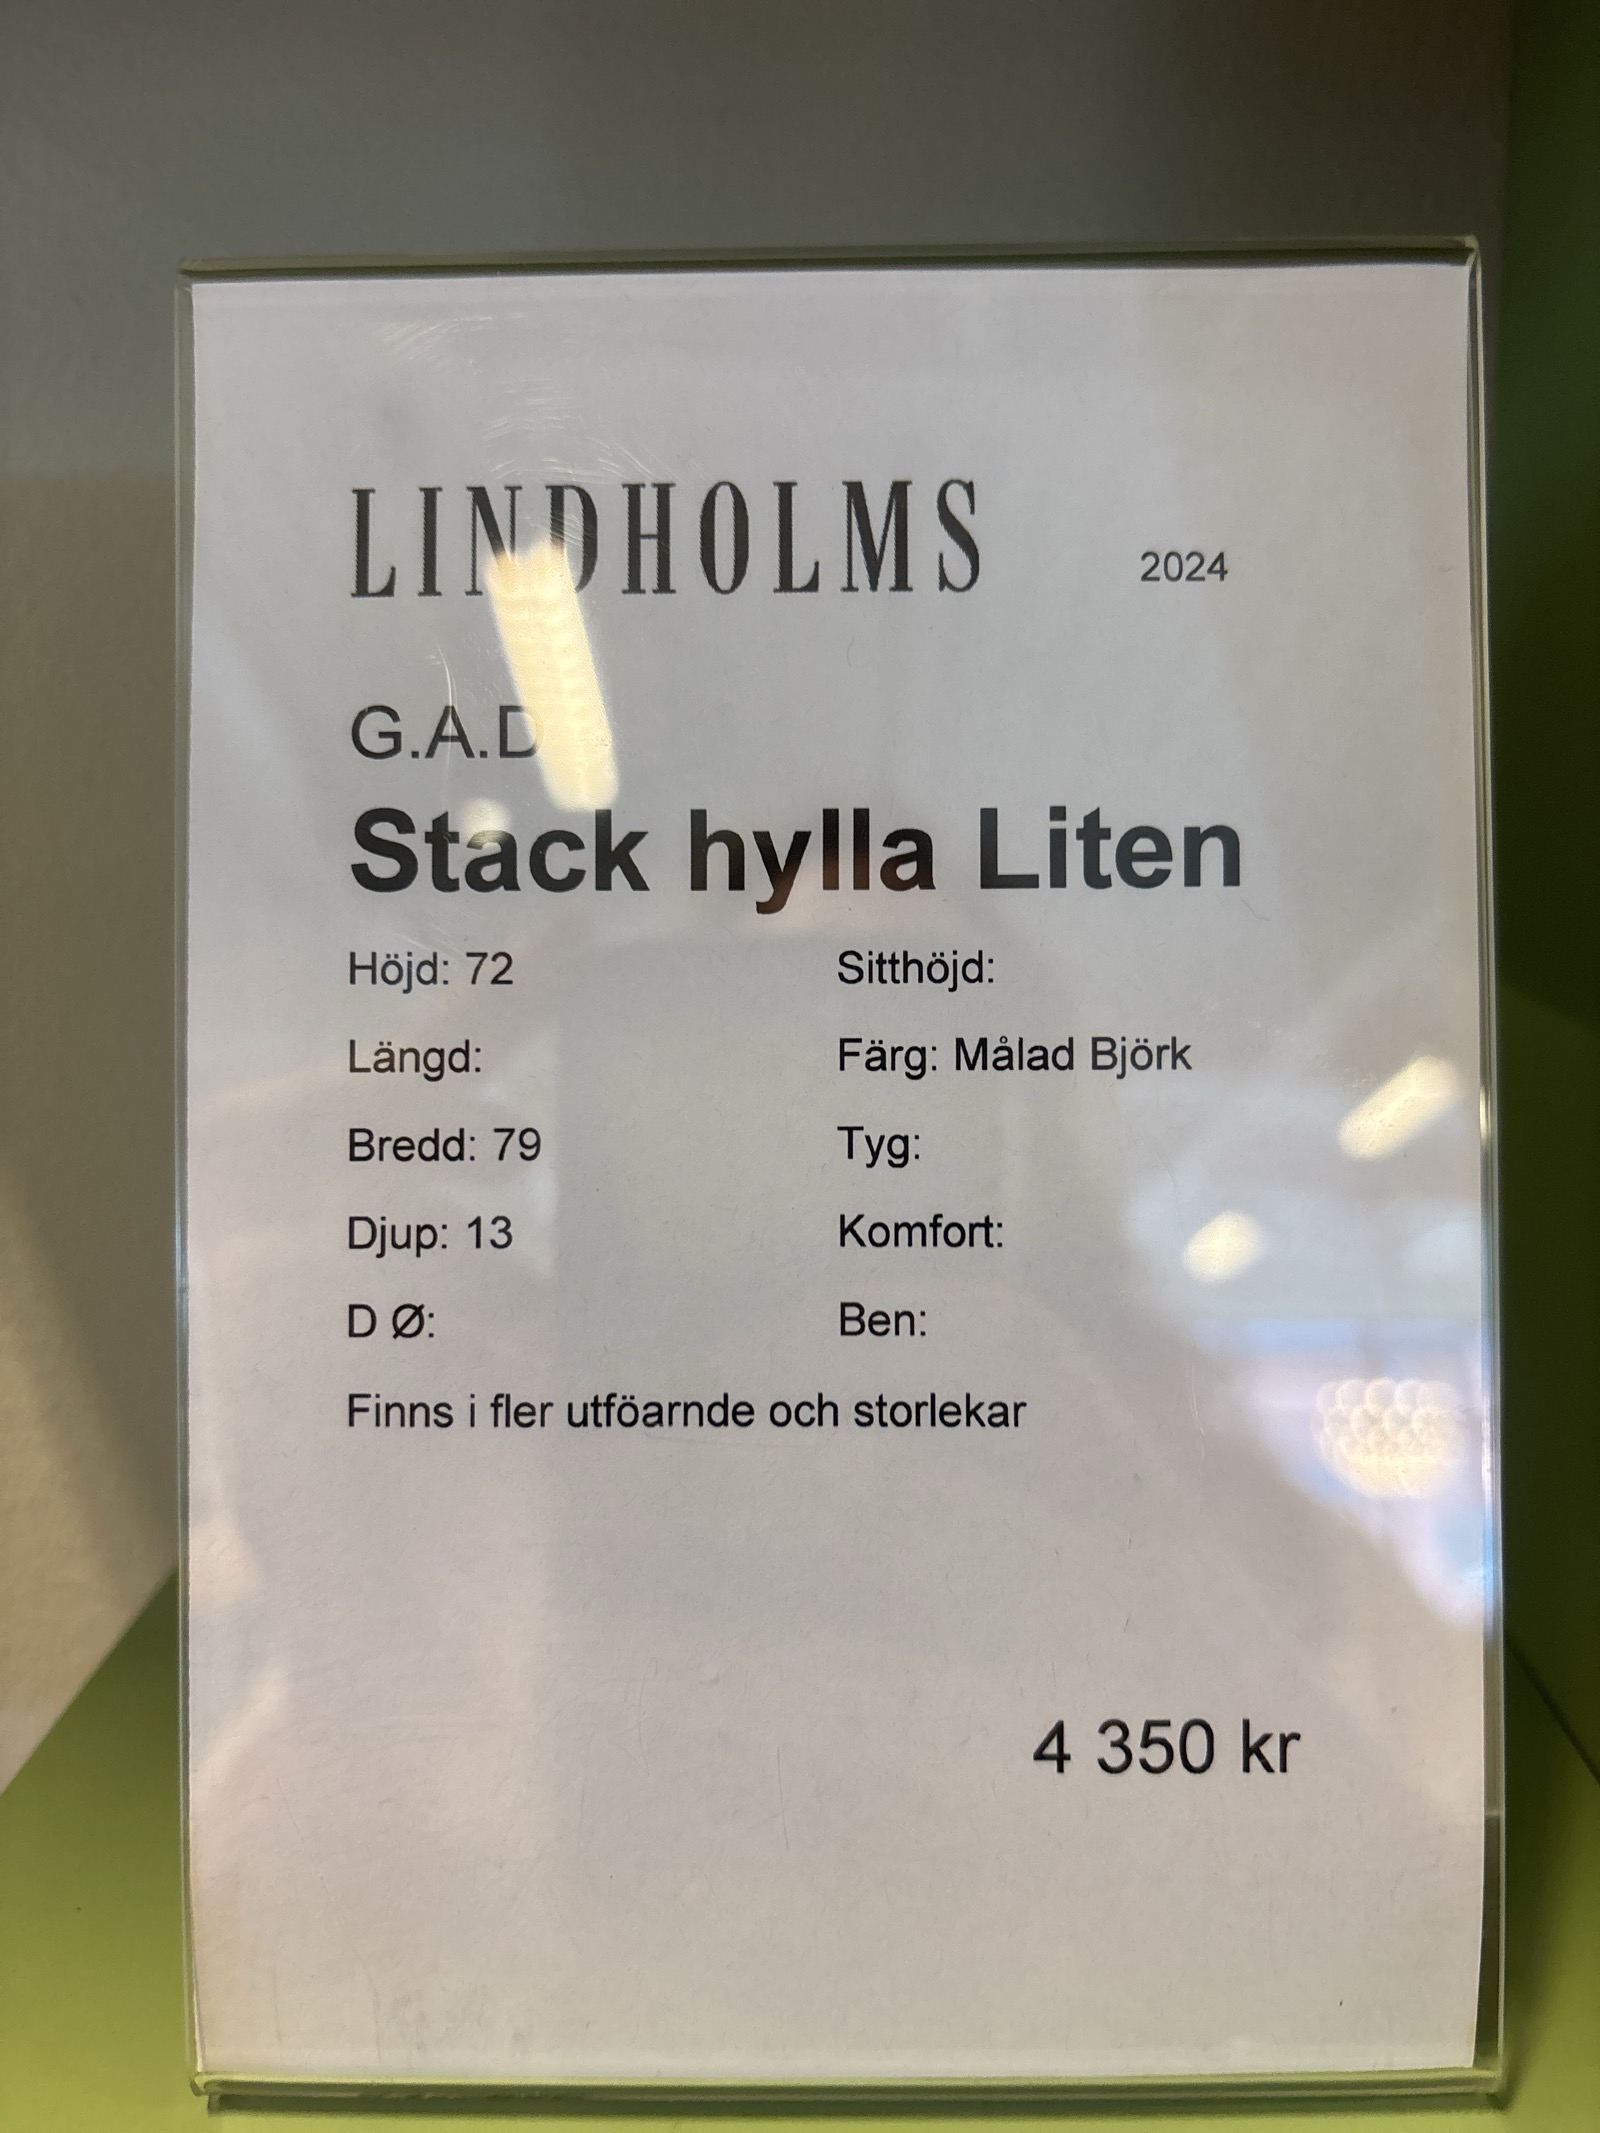 LINDHOLMS 2024
G.A.D
Stack hylla Liten
Höjd: 72 Sitthöjd:
Längd: Färg: Målad Björk
Bredd: 79 Tyg:
Djup: 13 Komfort:
D Ø: Ben:
Finns i fler utföarnde och storlekar
4 350 kr